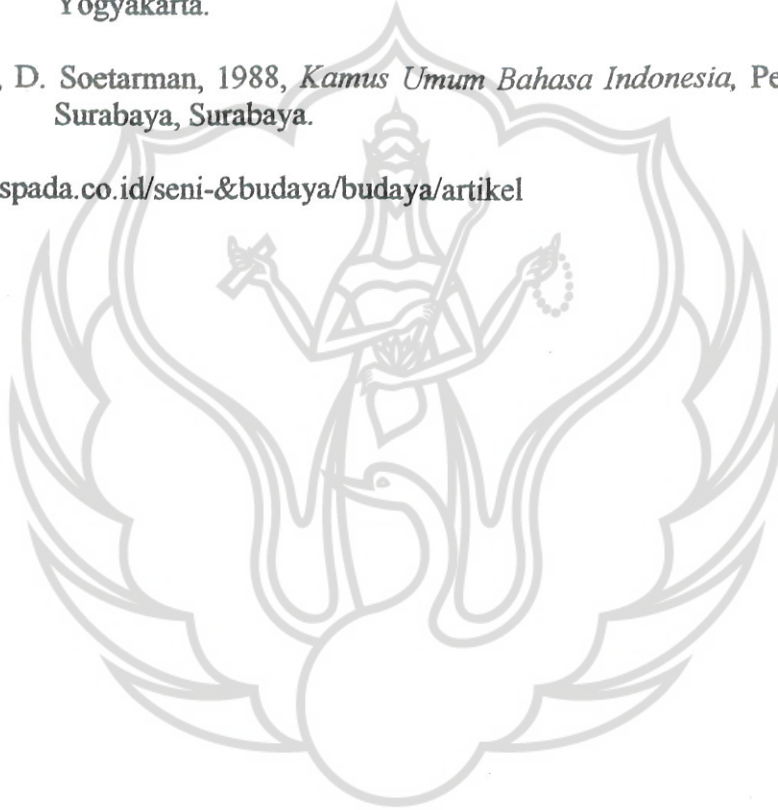 Yogyakarta.
, D. Soetarman, 1988, Kamus Umum Bahasa Indonesia, Pe
Surabaya, Surabaya.
spada.co.id/seni-&budaya/budaya/artikel